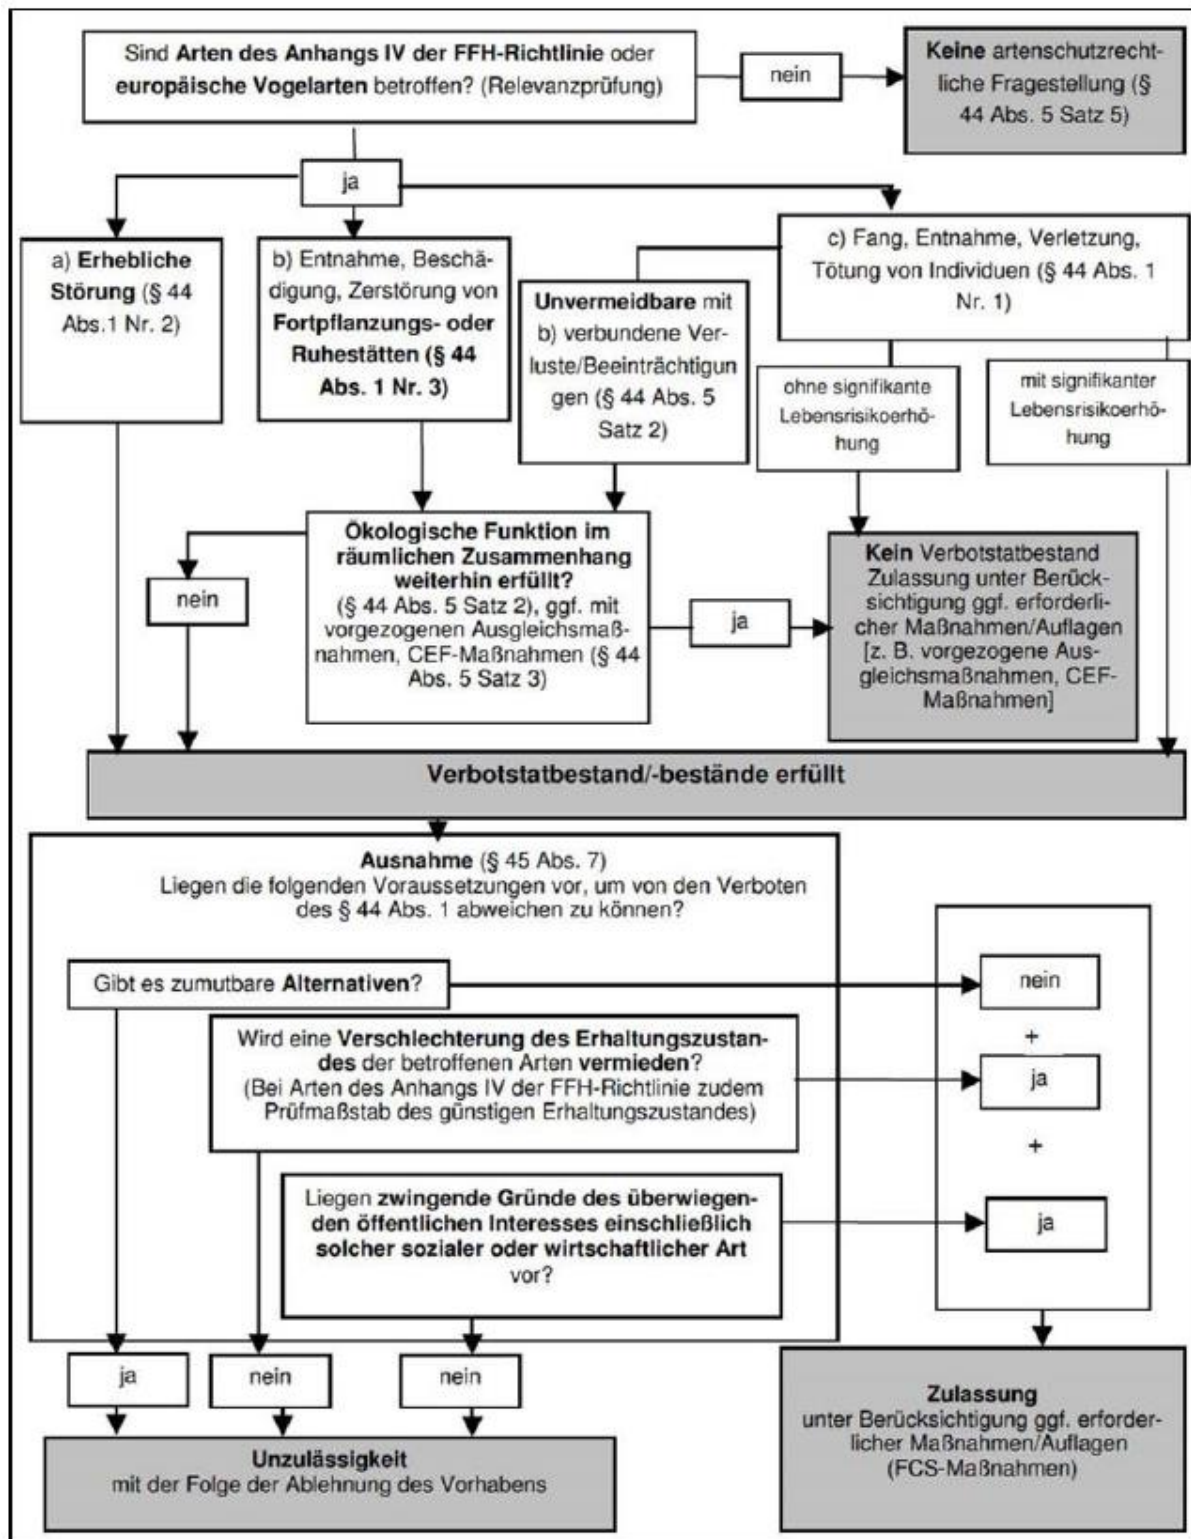 Sind Arten des Anhangs IV der FFH-Richtlinie oder
europäische Vogelarten betroffen? (Relevanzprüfung)
nein
Keine artenschutzrecht-
liche Fragestellung (§
44 Abs. 5 Satz 5)
ja
a) Erhebliche
Störung (§ 44
Abs.1 Nr. 2)
b) Entnahme, Beschä-
digung, Zerstörung von
Fortpflanzungs- oder
Ruhestätten (§ 44
Abs. 1 Nr. 3)
Unvermeidbare mit
b) verbundene Ver-
luste/Beeinträchtigun
gen (§ 44 Abs. 5
Satz 2)
c) Fang, Entnahme, Verletzung,
Tötung von Individuen (§ 44 Abs. 1
Nr. 1)
ohne signifikante
Lebensrisikoerhö-
hung
mit signifikanter
Lebensrisikoerhö-
hung
Ökologische Funktion im
räumlichen Zusammenhang
weiterhin erfüllt?
(§ 44 Abs. 5 Satz 2), ggf. mit
vorgezogenen Ausgleichsmaß-
nahmen, CEF-Maßnahmen (§ 44
Abs. 5 Satz 3)
nein
ja
Kein Verbotstatbestand
Zulassung unter Berück-
sichtigung ggf. erforderli-
cher Maßnahmen/Auflagen
[z. B. vorgezogene Aus-
gleichsmaßnahmen, CEF-
Maßnahmen]
Verbotstatbestand/-bestände erfüllt
Ausnahme (§ 45 Abs. 7)
Liegen die folgenden Voraussetzungen vor, um von den Verboten
des § 44 Abs. 1 abweichen zu können?
Gibt es zumutbare Alternativen?
nein
+
Wird eine Verschlechterung des Erhaltungszustan-
des der betroffenen Arten vermieden?
(Bei Arten des Anhangs IV der FFH-Richtlinie zudem
Prüfmaßstab des günstigen Erhaltungszustandes)
ja
+
Liegen zwingende Gründe des überwiegen-
den öffentlichen Interesses einschließlich
solcher sozialer oder wirtschaftlicher Art
vor?
ja
ja
nein
nein
Unzulässigkeit
mit der Folge der Ablehnung des Vorhabens
Zulassung
unter Berücksichtigung ggf. erforder-
licher Maßnahmen/Auflagen
(FCS-Maßnahmen)